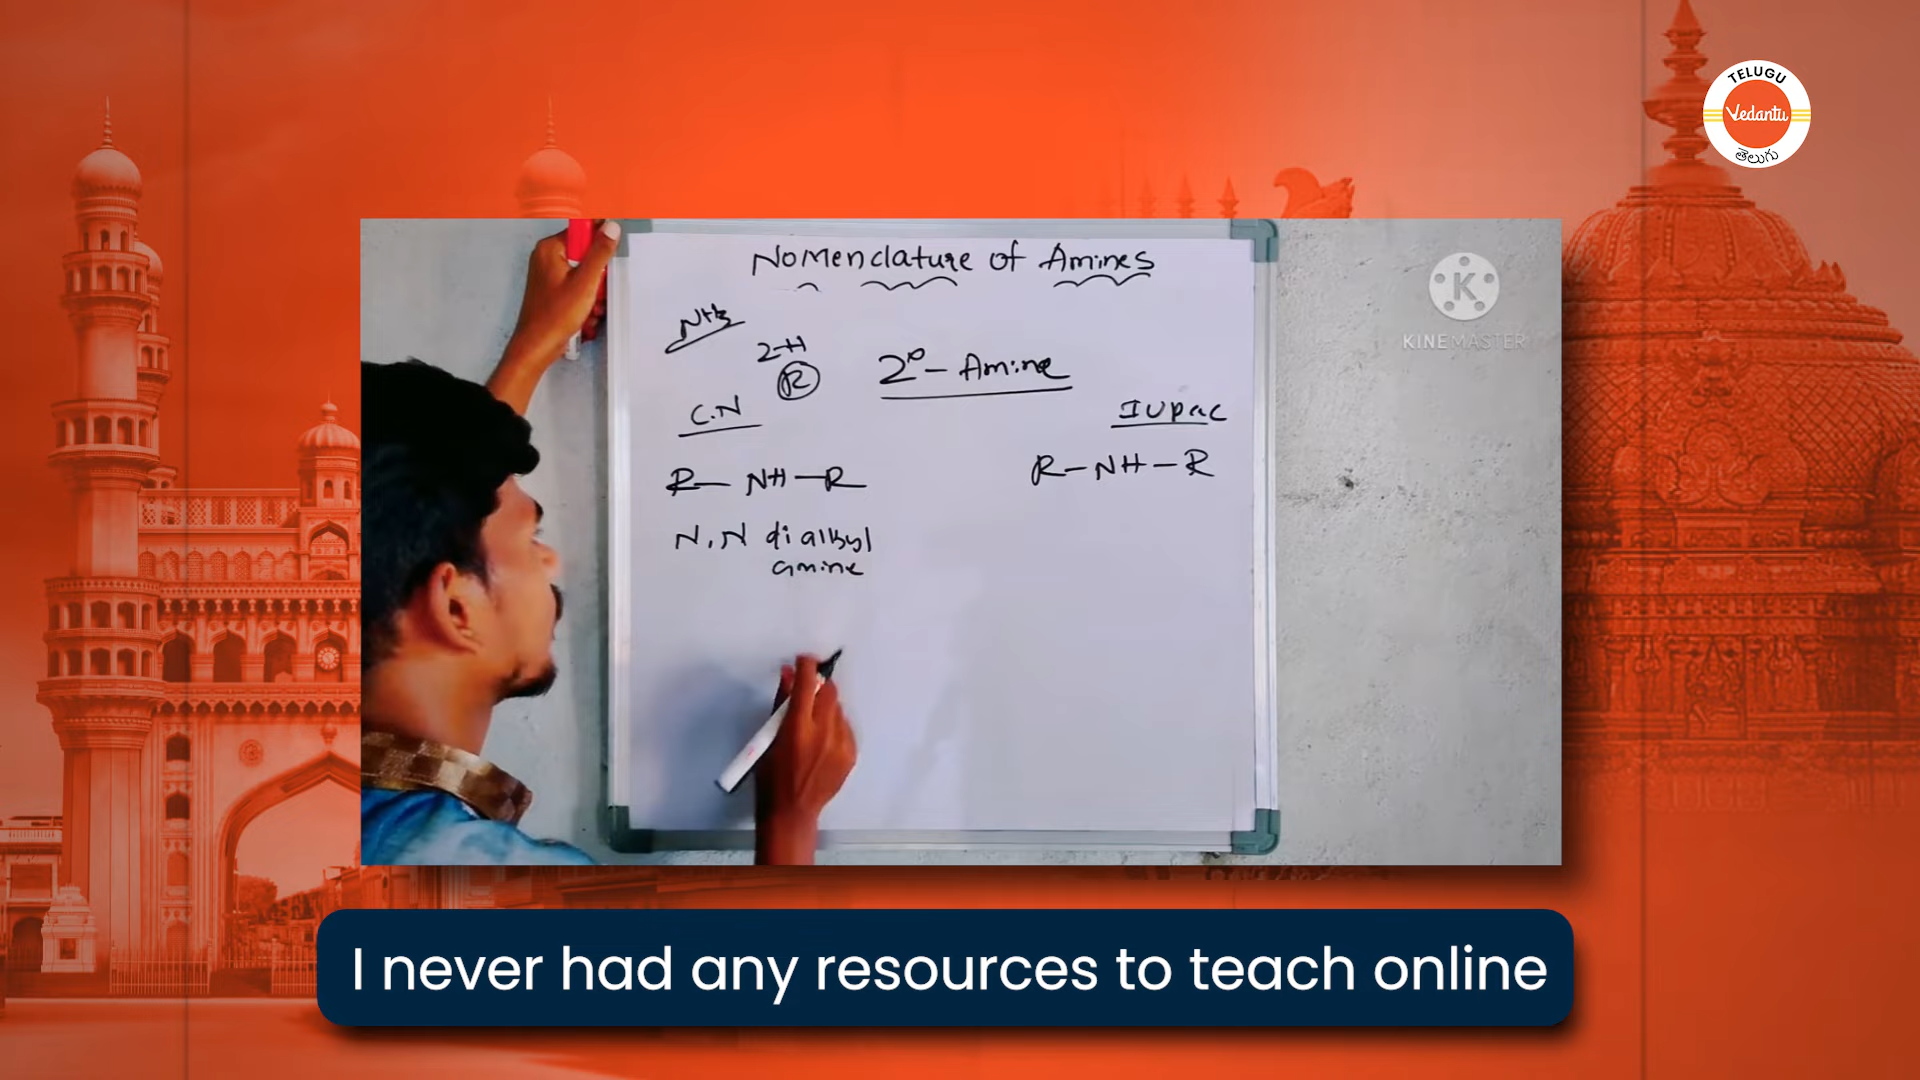 TELUGU
Vedantu
తెలుగు
Nomenclature of Amines
NH3
2-H
R
2° - Amine
C.N
IUPAC
R - NH - R
R - NH - R
N, N dialkyl
amine
K
KINEMASTER
I never had any resources to teach online